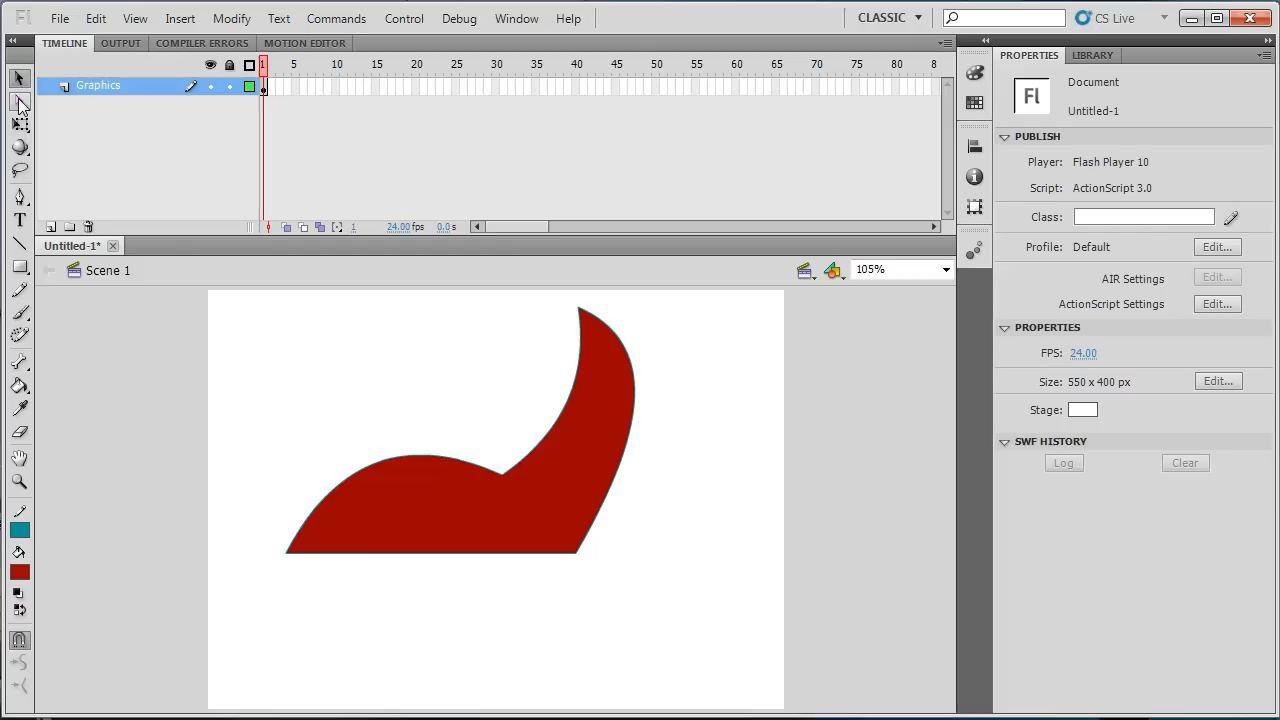 Fl File Edit View Insert Modify Text Commands Control Debug Window Help CLASSIC CS Live
TIMELINE OUTPUT COMPILER ERRORS MOTION EDITOR
1 10 15 20 25 30 35 40 45 50 55 60 65 70 75 80 8
Graphics
1 24.00 fps 0.0 s
Untitled-1*
Scene 1 105%
T
PROPERTIES LIBRARY
Fl
Document
Untitled-1
PUBLISH
Player: Flash Player 10
Script: ActionScript 3.0
Class:
Profile: Default Edit...
AIR Settings Edit...
ActionScript Settings Edit...
PROPERTIES
FPS: 24.00
Size: 550 x 400 px Edit...
Stage:
SWF HISTORY
Log Clear